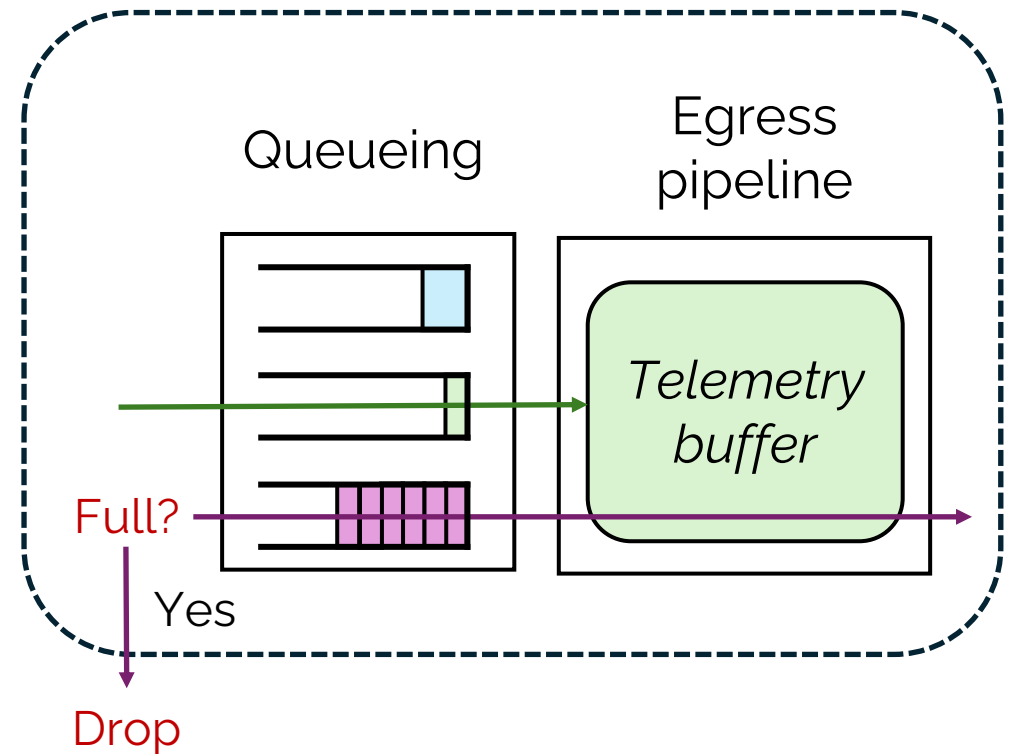 Queueing
Egress
pipeline
Telemetry
buffer
Full?
Yes
Drop